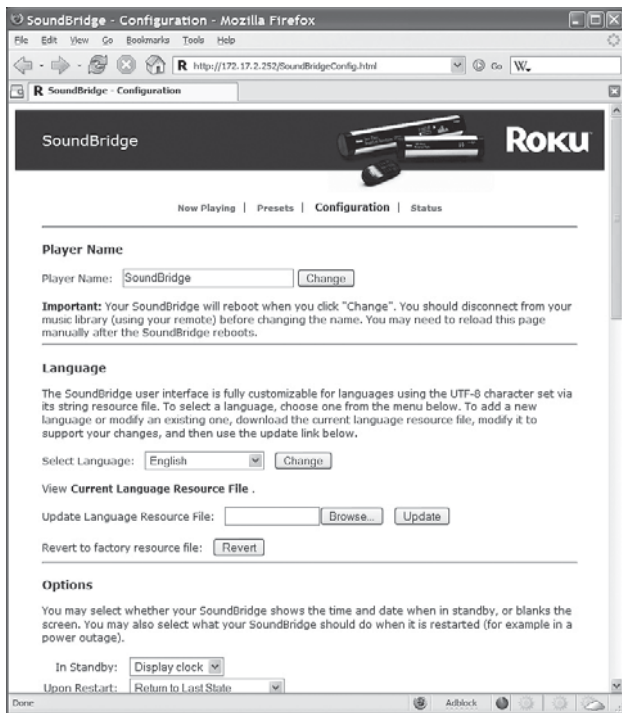 SoundBridge - Configuration - Mozilla Firefox
File Edit View Go Bookmarks Tools Help
R http://172.17.2.252/SoundBridgeConfig.html Go W.
R SoundBridge - Configuration
SoundBridge ROKU
Now Playing | Presets | Configuration | Status
Player Name
Player Name: SoundBridge Change
Important: Your SoundBridge will reboot when you click "Change". You should disconnect from your
music library (using your remote) before changing the name. You may need to reload this page
manually after the SoundBridge reboots.
Language
The SoundBridge user interface is fully customizable for languages using the UTF-8 character set via
its string resource file. To select a language, choose one from the menu below. To add a new
language or modify an existing one, download the current language resource file, modify it to
support your changes, and then use the update link below.
Select Language: English Change
View Current Language Resource File .
Update Language Resource File: Browse... Update
Revert to factory resource file: Revert
Options
You may select whether your SoundBridge shows the time and date when in standby, or blanks the
screen. You may also select what your SoundBridge should do when it is restarted (for example in a
power outage).
In Standby: Display clock
Upon Restart: Return to Last State
Done Adblock